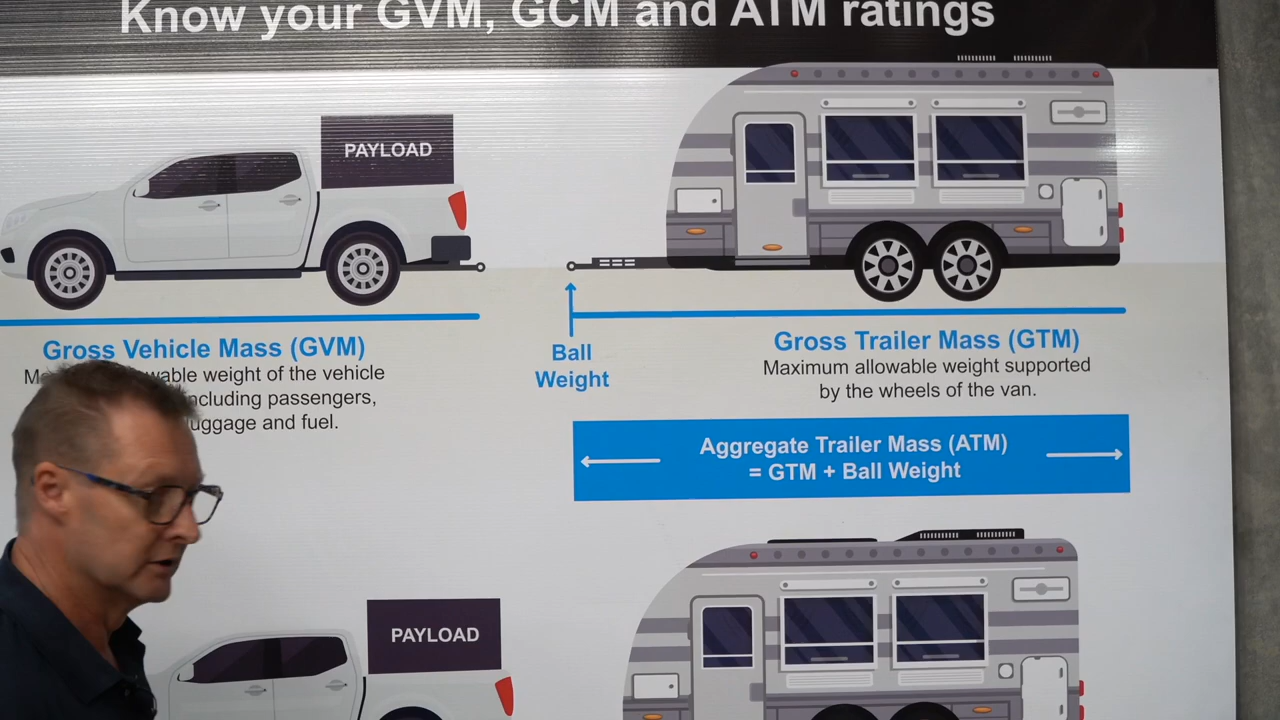 Know your GVM, GCM and ATM ratings
PAYLOAD
Gross Vehicle Mass (GVM)
weight of the vehicle
including passengers,
luggage and fuel.
Ball
Weight
Gross Trailer Mass (GTM)
Maximum allowable weight supported
by the wheels of the van.
Aggregate Trailer Mass (ATM)
= GTM + Ball Weight
PAYLOAD